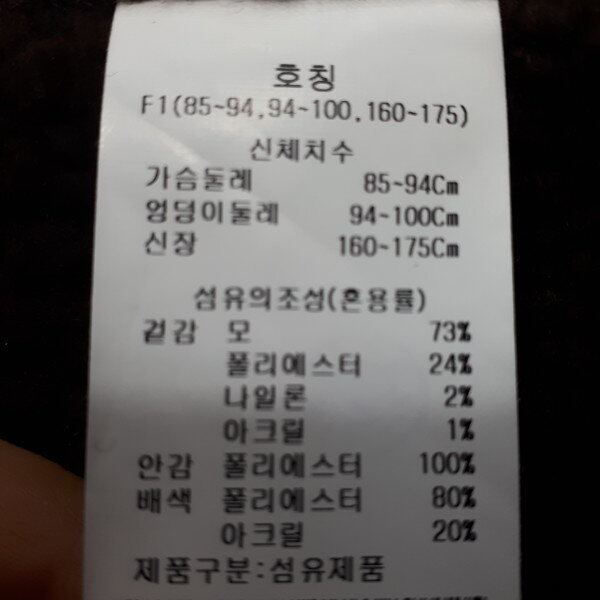 호칭
F1(85~94,94~100,160~175)
신체치수
가슴둘레 85~94Cm
엉덩이둘레 94~100Cm
신장 160~175Cm
섬유의조성(혼용률)
겉감 모 73%
폴리에스터 24%
나일론 2%
아크릴 1%
안감 폴리에스터 100%
배색 폴리에스터 80%
아크릴 20%
제품구분:섬유제품